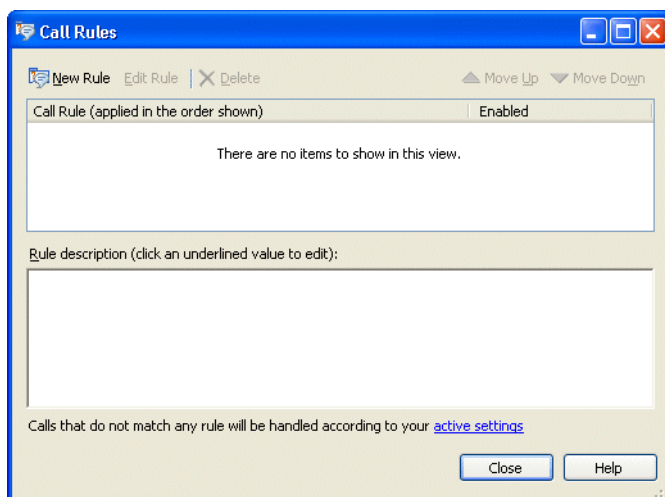 Call Rules
New Rule Edit Rule Delete Move Up Move Down
Call Rule (applied in the order shown) Enabled
There are no items to show in this view.
Rule description (click an underlined value to edit):
Calls that do not match any rule will be handled according to your active settings
Close Help